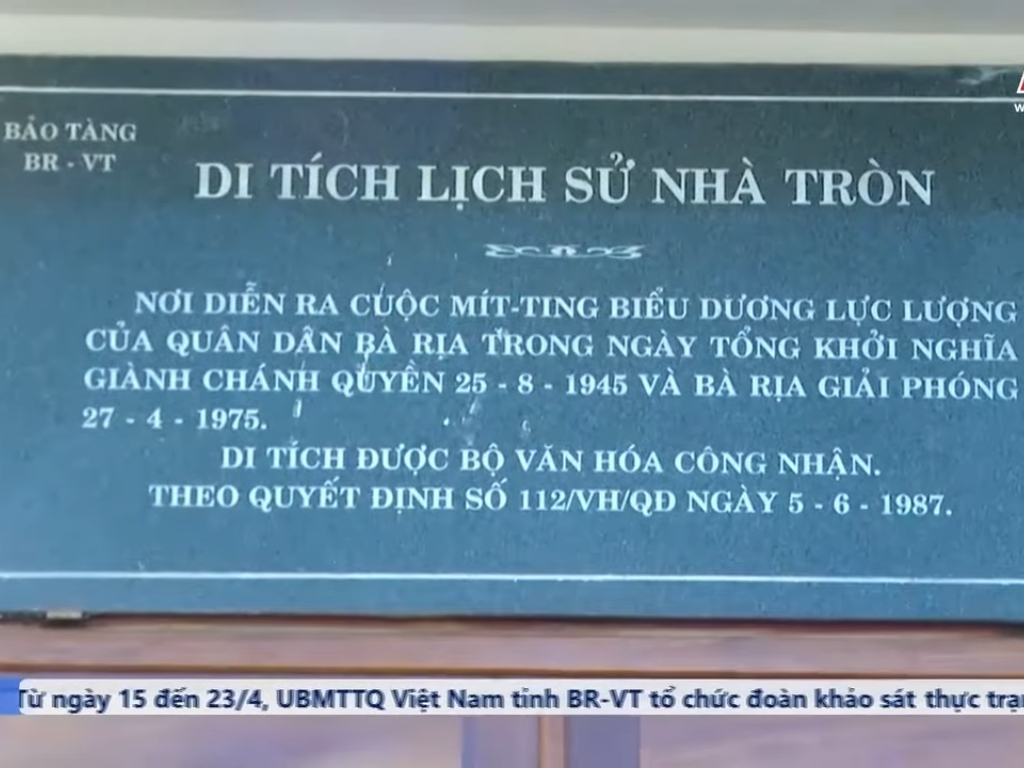 BẢO TÀNG
BR - VT
DI TÍCH LỊCH SỬ NHÀ TRÒN
NƠI DIỄN RA CUỘC MÍT-TING BIỂU DƯƠNG LỰC LƯỢNG
CỦA QUÂN DÂN BÀ RỊA TRONG NGÀY TỔNG KHỞI NGHĨA
GIÀNH CHÁNH QUYỀN 25 - 8 - 1945 VÀ BÀ RỊA GIẢI PHÓNG
27 - 4 - 1975.
DI TÍCH ĐƯỢC BỘ VĂN HÓA CÔNG NHẬN.
THEO QUYẾT ĐỊNH SỐ 112/VH/QĐ NGÀY 5 - 6 - 1987.
Từ ngày 15 đến 23/4, UBMTTQ Việt Nam tỉnh BR-VT tổ chức đoàn khảo sát thực